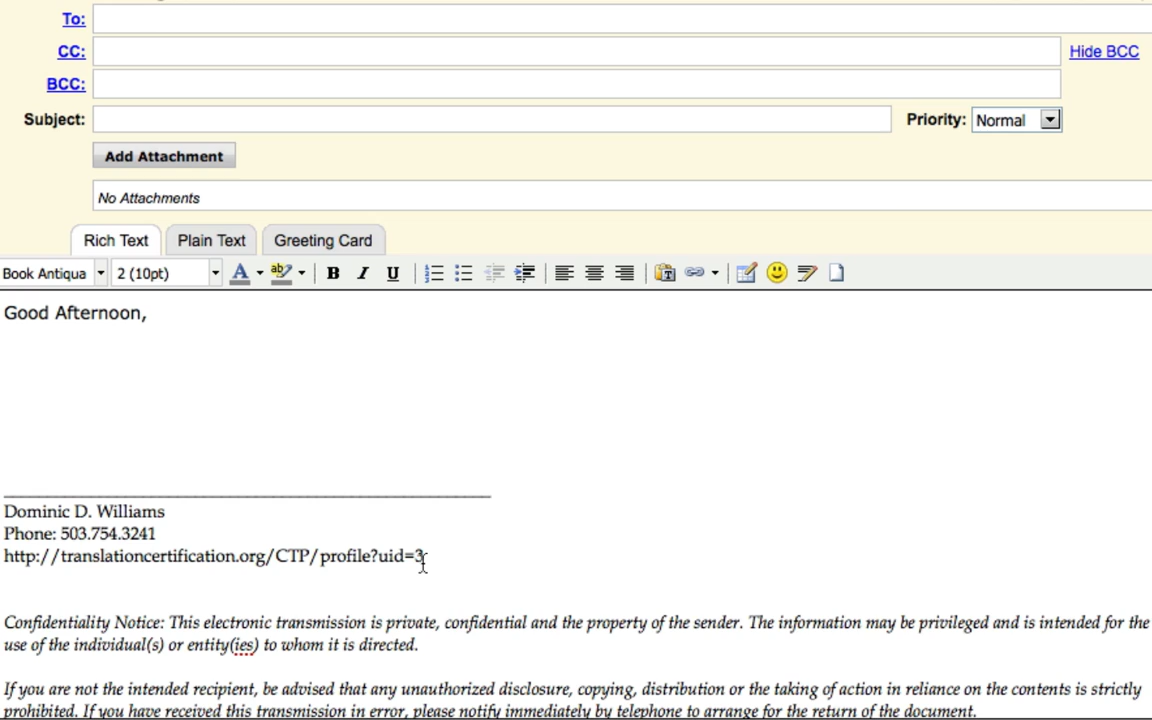 To:
CC: Hide BCC
BCC:
Subject: Priority: Normal
Add Attachment
No Attachments
Rich Text Plain Text Greeting Card
Book Antiqua 2 (10pt) A ab B I U
Good Afternoon,
Dominic D. Williams
Phone: 503.754.3241
http://translationcertification.org/CTP/profile?uid=3
Confidentiality Notice: This electronic transmission is private, confidential and the property of the sender. The information may be privileged and is intended for the
use of the individual(s) or entity(ies) to whom it is directed.
If you are not the intended recipient, be advised that any unauthorized disclosure, copying, distribution or the taking of action in reliance on the contents is strictly
prohibited. If you have received this transmission in error, please notify immediately by telephone to arrange for the return of the document.